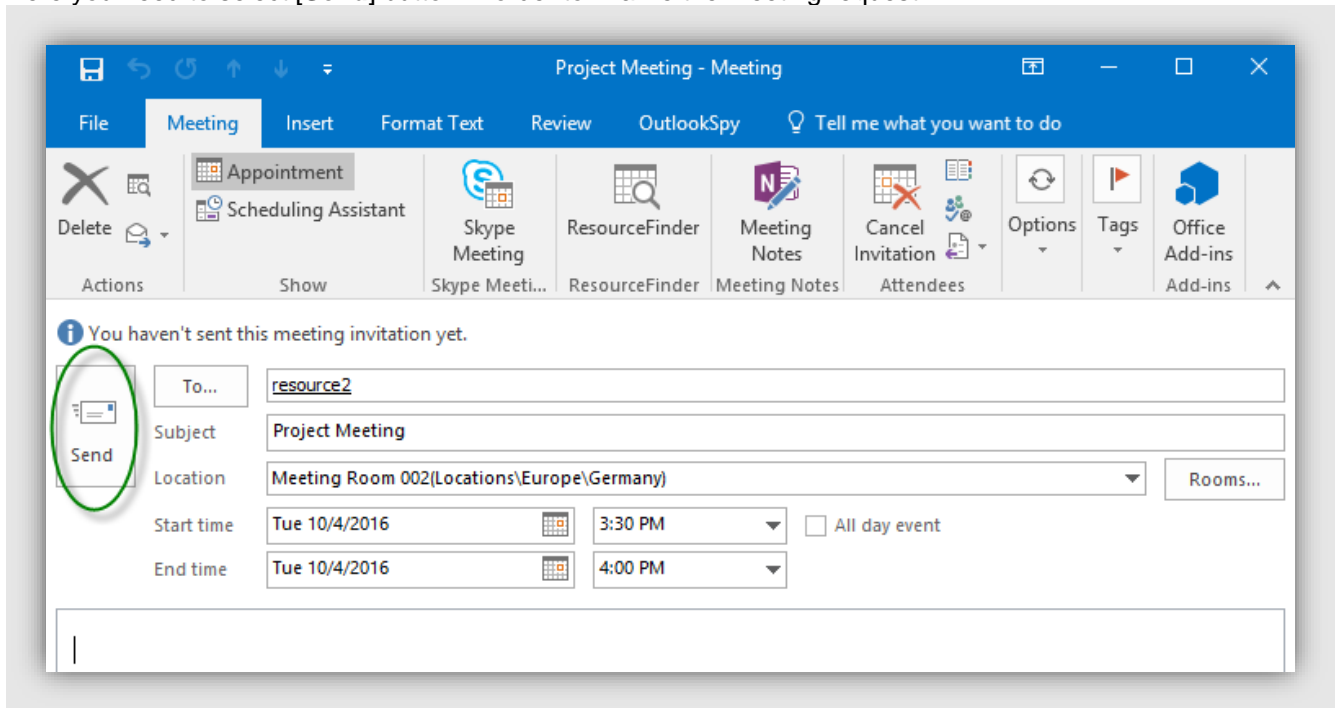 Project Meeting - Meeting
File Meeting Insert Format Text Review OutlookSpy Tell me what you want to do
Appointment
Scheduling Assistant
Delete
Skype
Meeting
ResourceFinder
Meeting
Notes
Cancel
Invitation
Options
Tags
Office
Add-ins
Actions Show Skype Meeti... ResourceFinder Meeting Notes Attendees Add-ins
You haven't sent this meeting invitation yet.
To... resource2
Subject Project Meeting
Send
Location Meeting Room 002(Locations\Europe\Germany) Rooms...
Start time Tue 10/4/2016 3:30 PM All day event
End time Tue 10/4/2016 4:00 PM